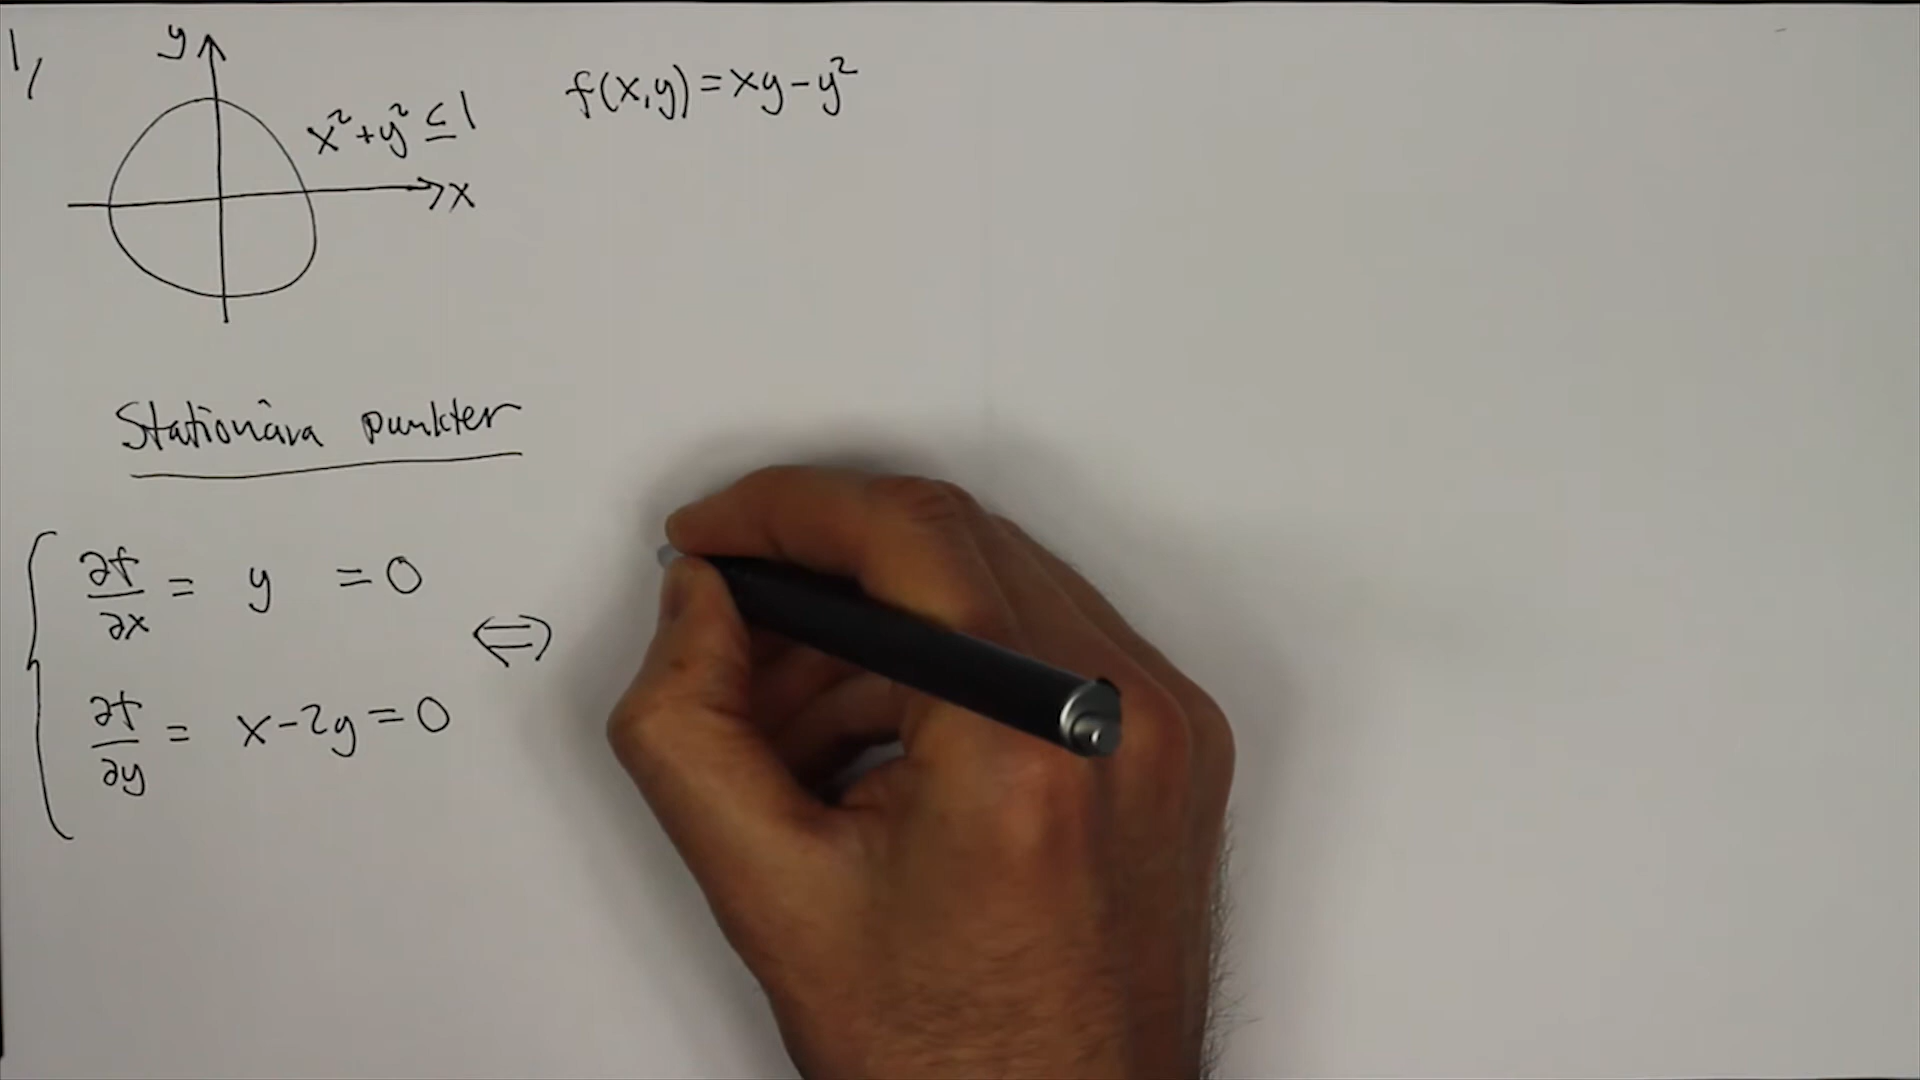 1/
y
x² + y² ≤ 1
x
f(x,y) = xy - y²
Stationära punkter
∂f/∂x = y = 0
⇔
∂f/∂y = x - 2y = 0